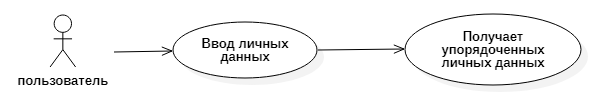 пользователь
Ввод личных
данных
Получает
упорядоченных
личных данных